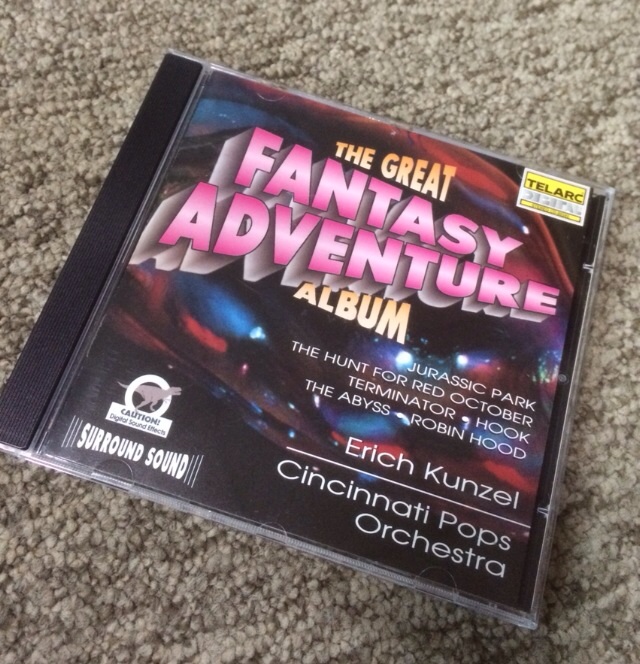 THE GREAT
FANTASY
ADVENTURE
ALBUM
TELARC
DIGITAL
JURASSIC PARK
THE HUNT FOR RED OCTOBER
TERMINATOR • HOOK
THE ABYSS • ROBIN HOOD
Erich Kunzel
Cincinnati Pops
Orchestra
CAUTION!
Digital Sound Effects
SURROUND SOUND